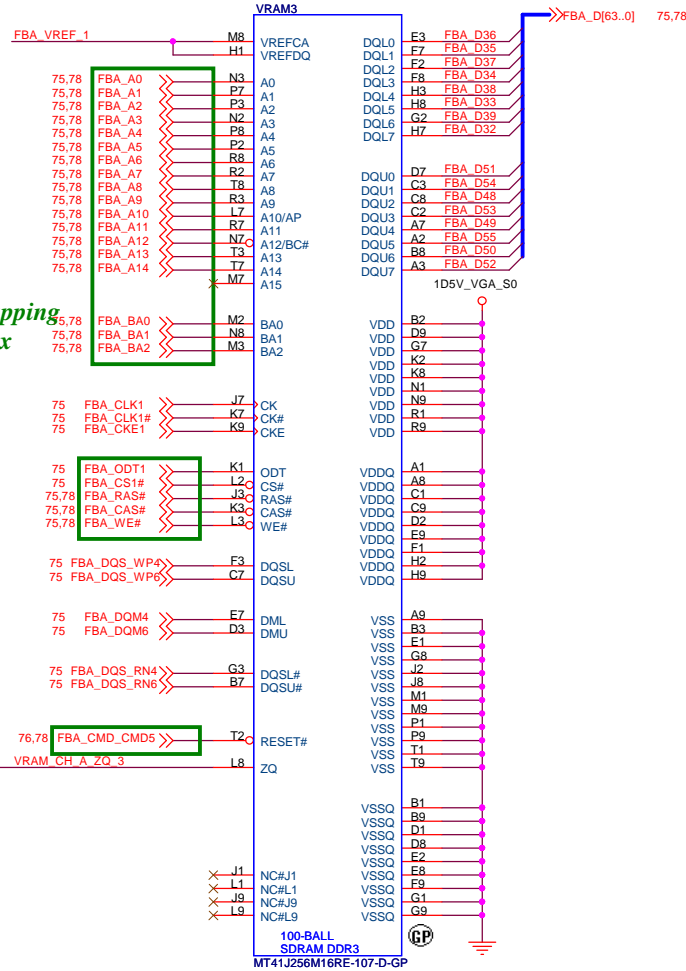 VRAM3
FBA_VREF_1 M8 VREFCA
H1 VREFDQ
75,78 FBA_A0 N3 A0
75,78 FBA_A1 P7 A1
75,78 FBA_A2 P3 A2
75,78 FBA_A3 N2 A3
75,78 FBA_A4 P8 A4
75,78 FBA_A5 P2 A5
75,78 FBA_A6 R8 A6
75,78 FBA_A7 R2 A7
75,78 FBA_A8 T8 A8
75,78 FBA_A9 R3 A9
75,78 FBA_A10 L7 A10/AP
75,78 FBA_A11 R7 A11
75,78 FBA_A12 N7 A12/BC#
75,78 FBA_A13 T3 A13
75,78 FBA_A14 T7 A14
M7 A15
pping
x
75,78 FBA_BA0 M2 BA0
75,78 FBA_BA1 N8 BA1
75,78 FBA_BA2 M3 BA2
75 FBA_CLK1 J7 CK
75 FBA_CLK1# K7 CK#
75 FBA_CKE1 K9 CKE
75 FBA_ODT1 K1 ODT
75 FBA_CS1# L2 CS#
75,78 FBA_RAS# J3 RAS#
75,78 FBA_CAS# K3 CAS#
75,78 FBA_WE# L3 WE#
75 FBA_DQS_WP4 F3 DQSL
75 FBA_DQS_WP6 C7 DQSU
75 FBA_DQM4 E7 DML
75 FBA_DQM6 D3 DMU
75 FBA_DQS_RN4 G3 DQSL#
75 FBA_DQS_RN6 B7 DQSU#
76,78 FBA_CMD_CMD5 T2 RESET#
VRAM_CH_A_ZQ_3 L8 ZQ
J1 NC#J1
L1 NC#L1
J9 NC#J9
L9 NC#L9
FBA_D[63..0] 75,78
DQL0 E3 FBA_D36
DQL1 F7 FBA_D35
DQL2 F2 FBA_D37
DQL3 F8 FBA_D34
DQL4 H3 FBA_D38
DQL5 H8 FBA_D33
DQL6 G2 FBA_D39
DQL7 H7 FBA_D32
DQU0 D7 FBA_D51
DQU1 C3 FBA_D54
DQU2 C8 FBA_D48
DQU3 C2 FBA_D53
DQU4 A7 FBA_D49
DQU5 A2 FBA_D55
DQU6 B8 FBA_D50
DQU7 A3 FBA_D52
1D5V_VGA_S0
VDD B2
VDD D9
VDD G7
VDD K2
VDD K8
VDD N1
VDD N9
VDD R1
VDD R9
VDDQ A1
VDDQ A8
VDDQ C1
VDDQ C9
VDDQ D2
VDDQ E9
VDDQ F1
VDDQ H2
VDDQ H9
VSS A9
VSS B3
VSS E1
VSS G8
VSS J2
VSS J8
VSS M1
VSS M9
VSS P1
VSS P9
VSS T1
VSS T9
VSSQ B1
VSSQ B9
VSSQ D1
VSSQ D8
VSSQ E2
VSSQ E8
VSSQ F9
VSSQ G1
VSSQ G9
100-BALL
SDRAM DDR3
GP
MT41J256M16RE-107-D-GP